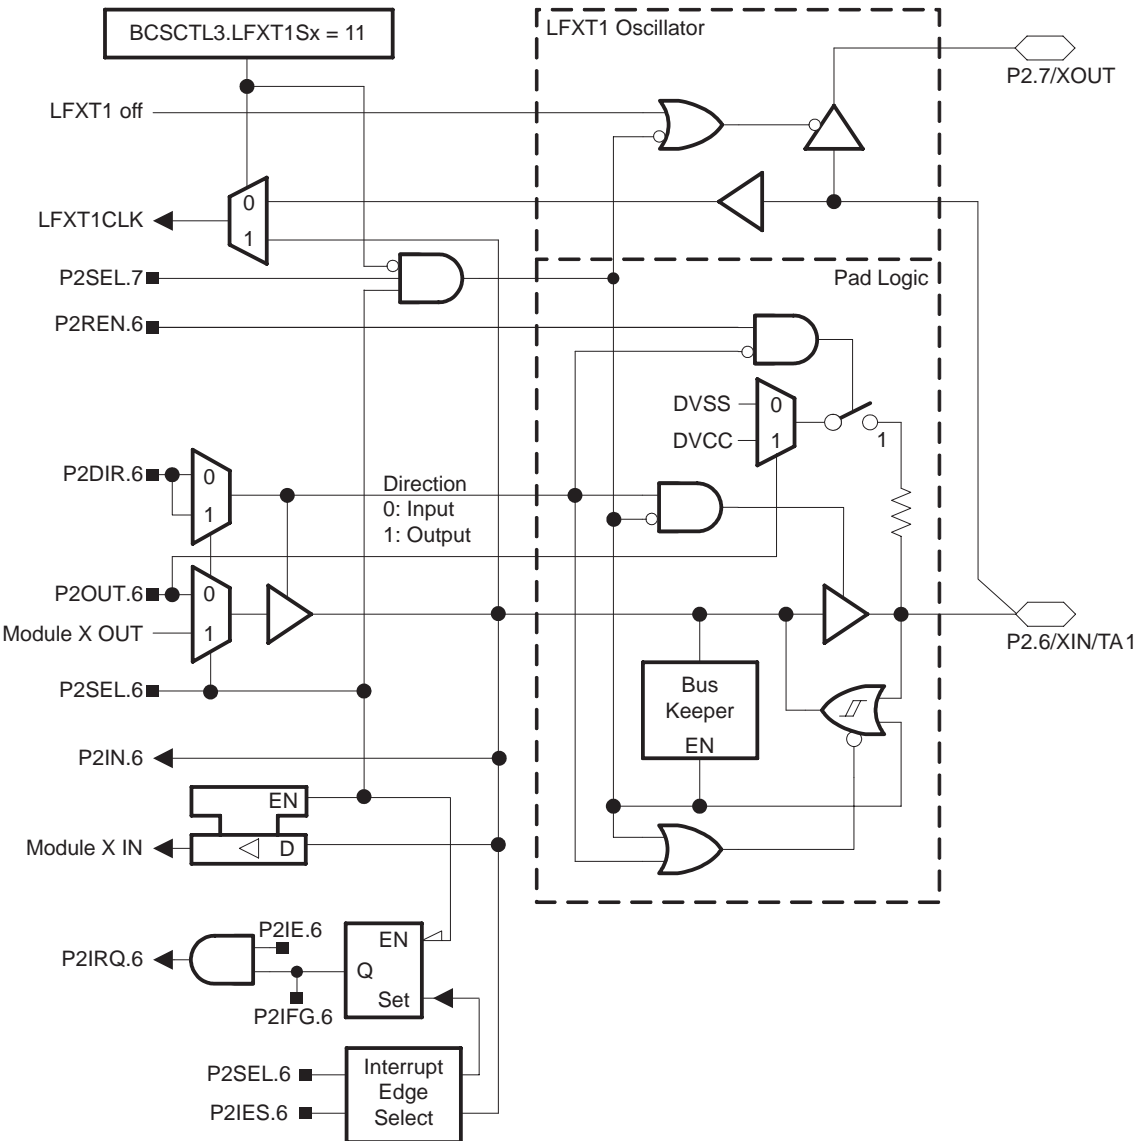 BCSCTL3.LFXT1Sx = 11
LFXT1 Oscillator
P2.7/XOUT
LFXT1 off
0
LFXT1CLK
1
P2SEL.7
Pad Logic
P2REN.6
DVSS
0
DVCC
1
1
P2DIR.6
0
1
Direction
0: Input
1: Output
P2OUT.6
0
Module X OUT
1
P2.6/XIN/TA1
P2SEL.6
Bus
Keeper
EN
P2IN.6
EN
Module X IN
D
P2IE.6
P2IRQ.6
EN
Q
Set
P2IFG.6
P2SEL.6
P2IES.6
Interrupt
Edge
Select